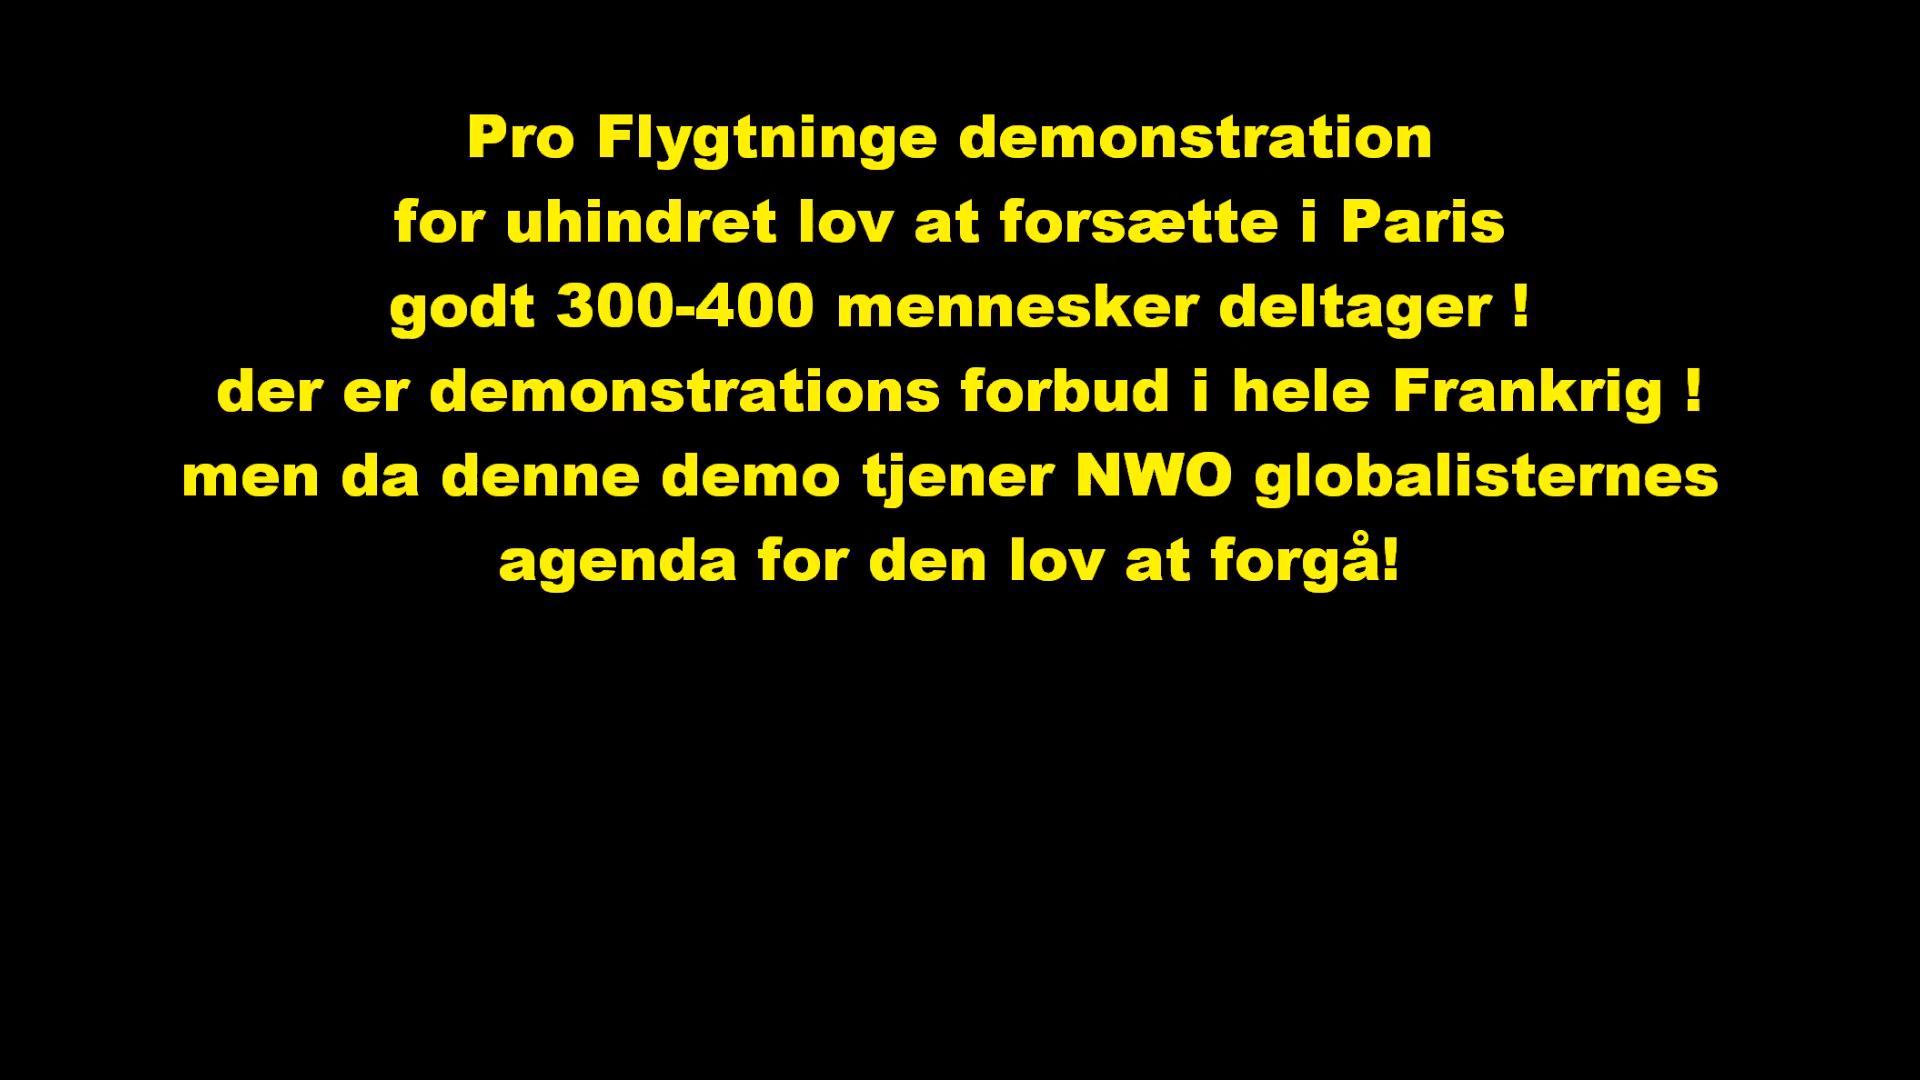 Pro Flygtninge demonstration
for uhindret lov at forsætte i Paris
godt 300-400 mennesker deltager !
der er demonstrations forbud i hele Frankrig !
men da denne demo tjener NWO globalisternes
agenda for den lov at forgå!